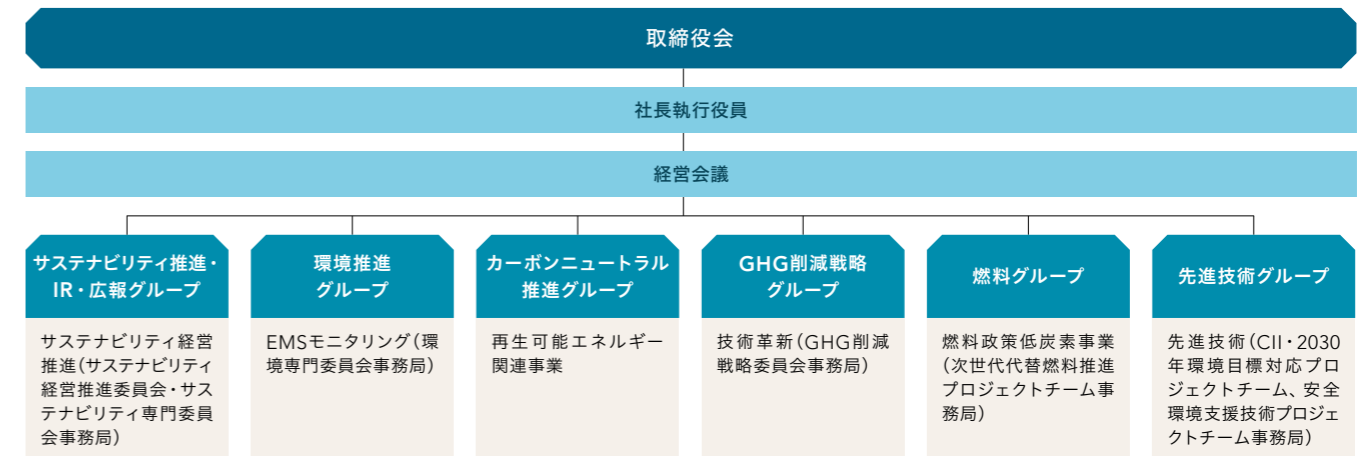 取締役会
社長執行役員
経営会議
サステナビリティ推進・
IR・広報グループ
サステナビリティ経営
推進(サステナビリティ
経営推進委員会・サス
テナビリティ専門委員
会事務局)
環境推進
グループ
EMSモニタリング(環
境専門委員会事務局)
カーボンニュートラル
推進グループ
再生可能エネルギー
関連事業
GHG削減戦略
グループ
技術革新(GHG削減
戦略委員会事務局)
燃料グループ
燃料政策低炭素事業
(次世代代替燃料推進
プロジェクトチーム事
務局)
先進技術グループ
先進技術(CII・2030
年環境目標対応プロ
ジェクトチーム、安全
環境支援技術プロジェ
クトチーム事務局)